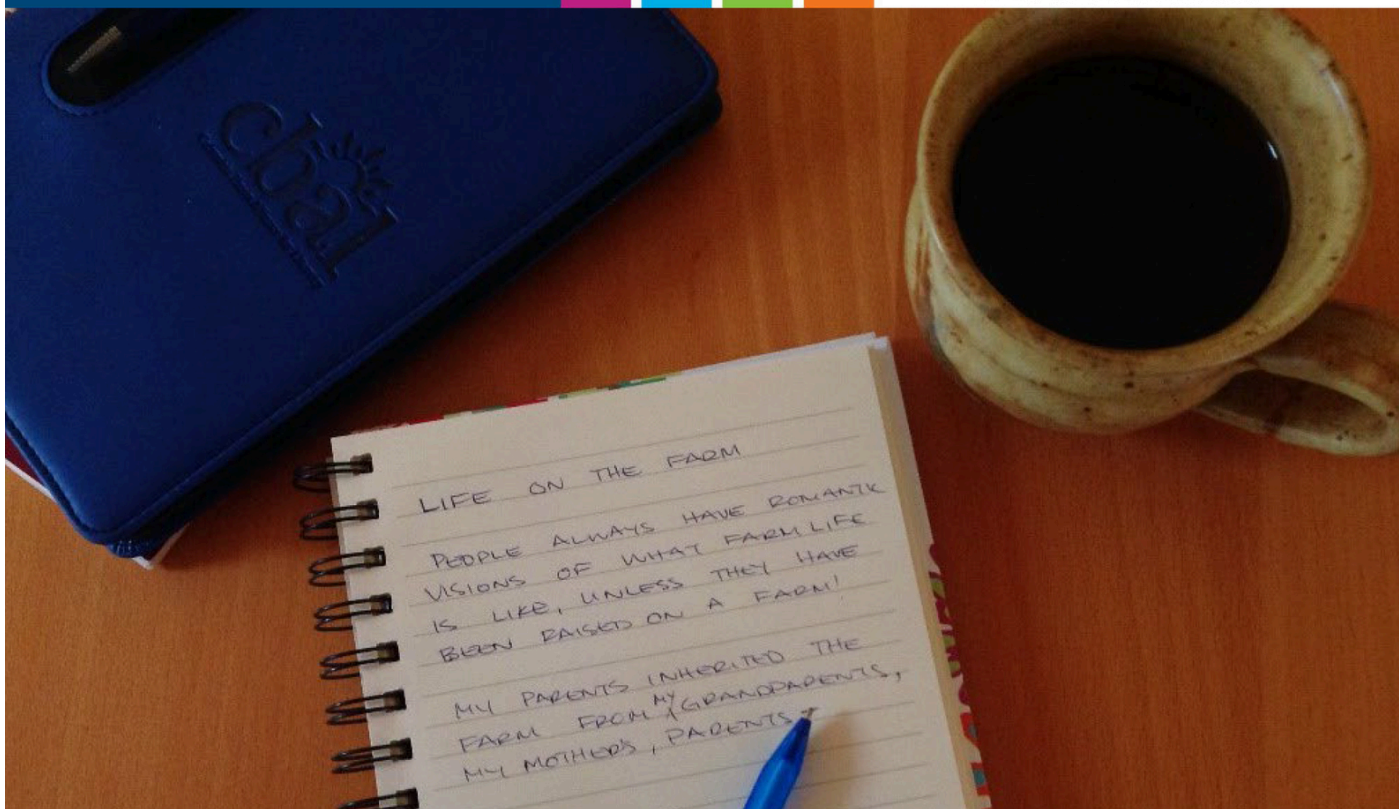 cbal
LIFE ON THE FARM
PEOPLE ALWAYS HAVE ROMANTIC
VISIONS OF WHAT FARM LIFE
IS LIKE, UNLESS THEY HAVE
BEEN RAISED ON A FARM!
MY PARENTS INHERITED THE
MY
FARM FROM GRANDPARENTS,
MY MOTHERS, PARENTS